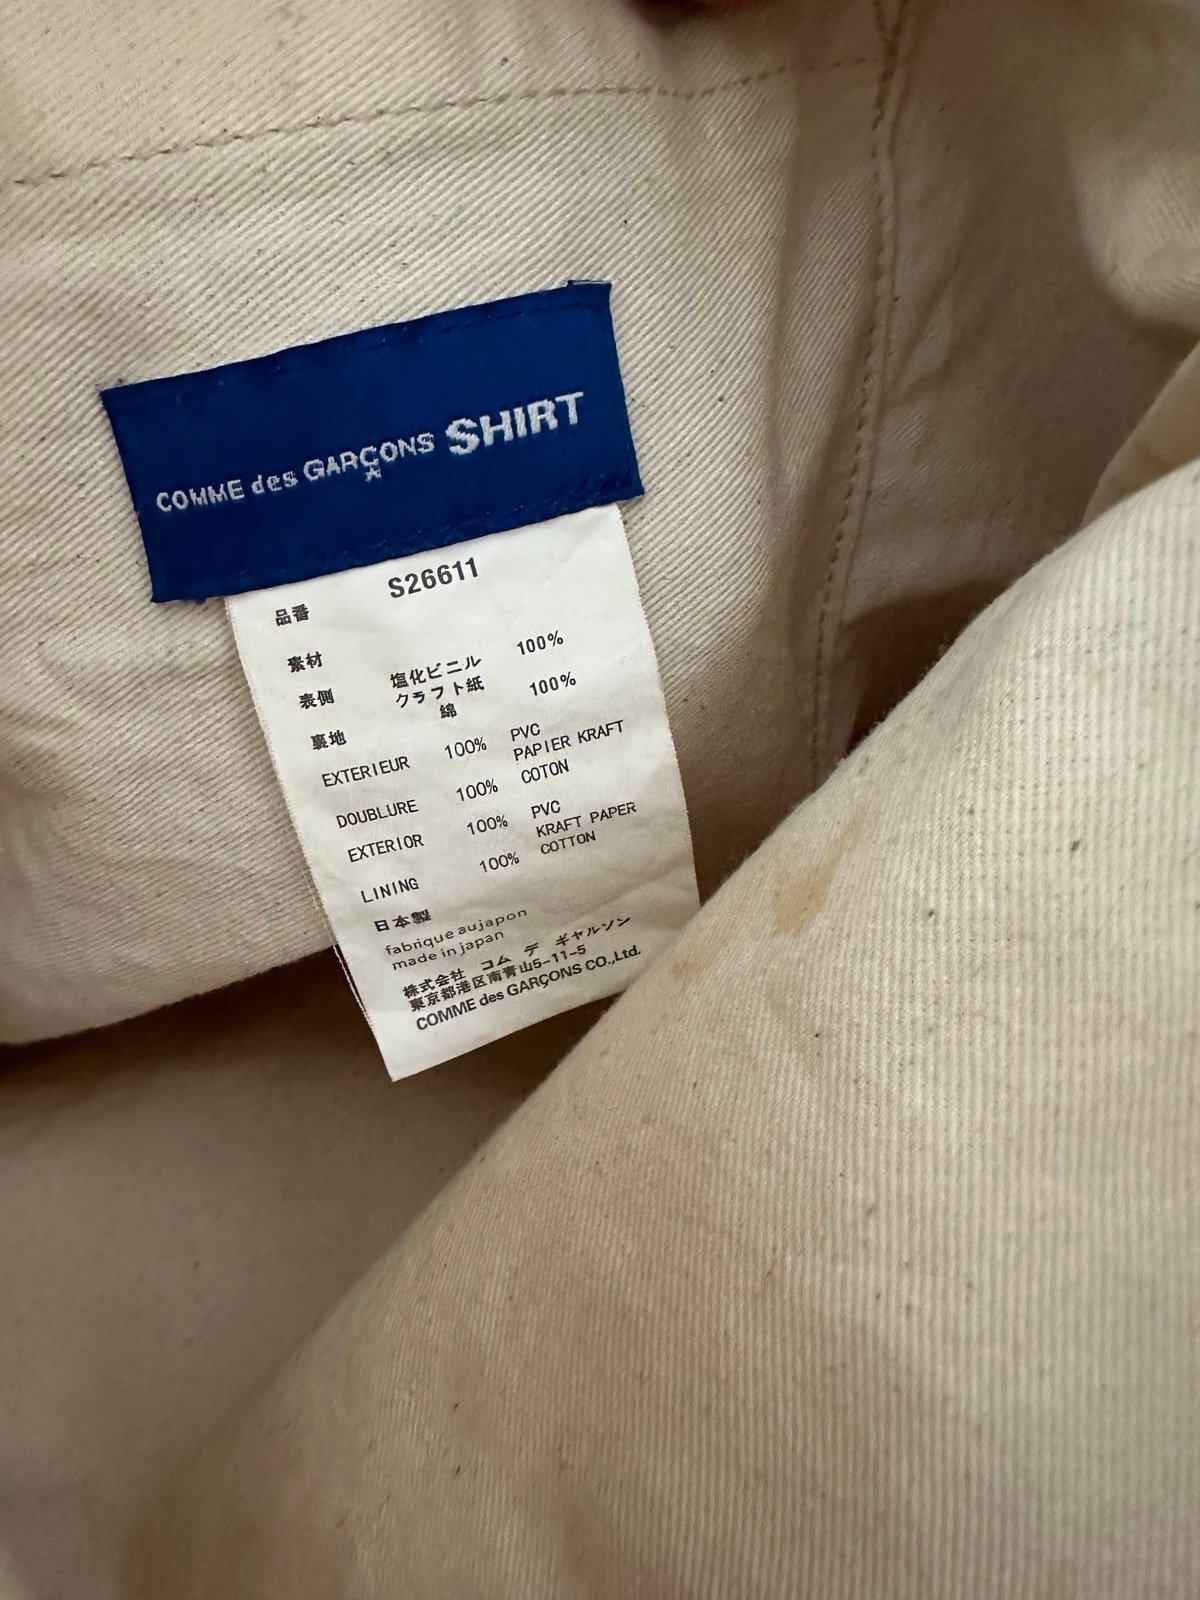 COMME des GARÇONS SHIRT
品番 S26611
素材
表側 塩化ビニル 100%
クラフト紙
裏地 綿 100%
EXTERIEUR 100% PVC
PAPIER KRAFT
DOUBLURE 100% COTON
EXTERIOR 100% PVC
KRAFT PAPER
LINING 100% COTTON
日本製
fabrique au japon
made in japan
株式会社 コム デ ギャルソン
東京都港区南青山5-11-5
COMME des GARÇONS CO.,Ltd.